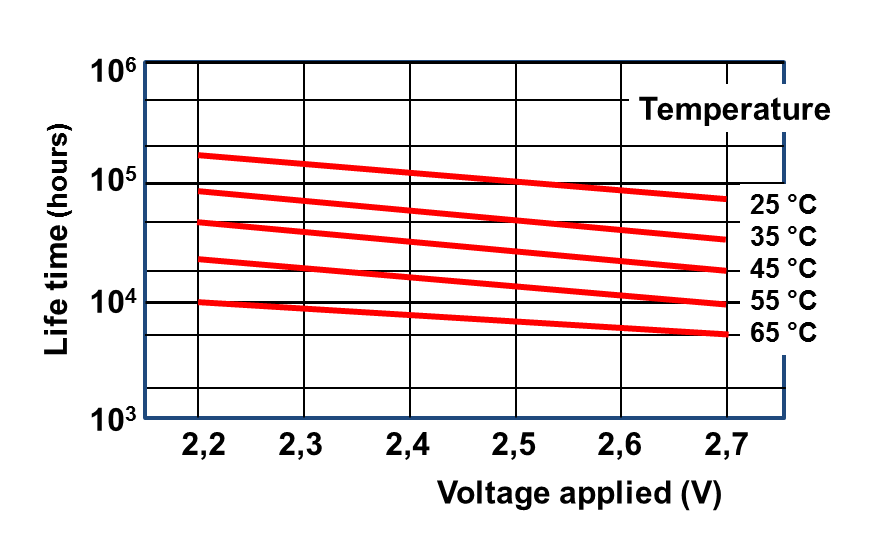 10⁶
10⁵
10⁴
10³
Life time (hours)
Temperature
25 °C
35 °C
45 °C
55 °C
65 °C
2,2 2,3 2,4 2,5 2,6 2,7
Voltage applied (V)